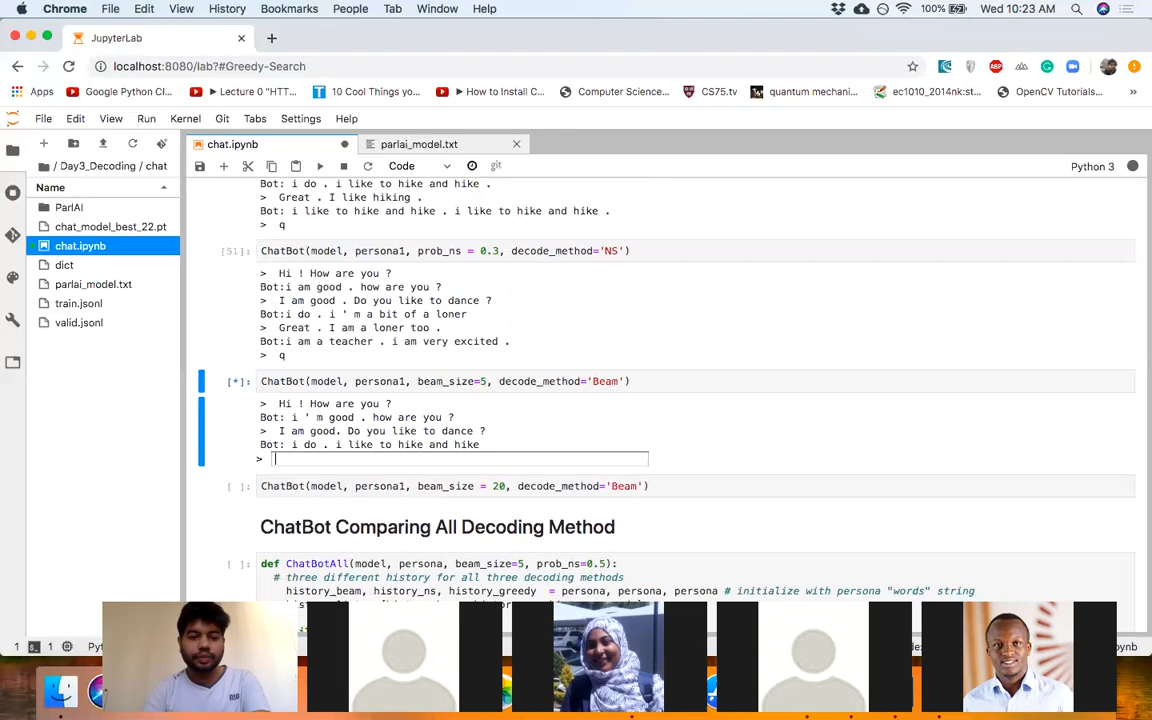 Chrome File Edit View History Bookmarks People Tab Window Help 100% Wed 10:23 AM
JupyterLab
localhost:8080/lab?#Greedy-Search
Apps Google Python Cl... ► Lecture 0 "HTT... 10 Cool Things yo... ► How to Install C... Computer Science... CS75.tv quantum mechani... ec1010_2014nk:st... OpenCV Tutorials... »
File Edit View Run Kernel Git Tabs Settings Help
chat.ipynb parlai_model.txt
/ Day3_Decoding / chat Code git Python 3
Name
ParlAI
chat_model_best_22.pt
chat.ipynb
dict
parlai_model.txt
train.jsonl
valid.jsonl
Bot: i do . i like to hike and hike .
> Great . I like hiking .
Bot: i like to hike and hike . i like to hike and hike .
> q
[51]: ChatBot(model, persona1, prob_ns = 0.3, decode_method='NS')
> Hi ! How are you ?
Bot:i am good . how are you ?
> I am good . Do you like to dance ?
Bot:i do . i ' m a bit of a loner
> Great . I am a loner too .
Bot:i am a teacher . i am very excited .
> q
[*]: ChatBot(model, persona1, beam_size=5, decode_method='Beam')
> Hi ! How are you ?
Bot: i ' m good . how are you ?
> I am good. Do you like to dance ?
Bot: i do . i like to hike and hike
>
[ ]: ChatBot(model, persona1, beam_size = 20, decode_method='Beam')
ChatBot Comparing All Decoding Method
[ ]: def ChatBotAll(model, persona, beam_size=5, prob_ns=0.5):
# three different history for all three decoding methods
history_beam, history_ns, history_greedy = persona, persona, persona # initialize with persona "words" string
1 1